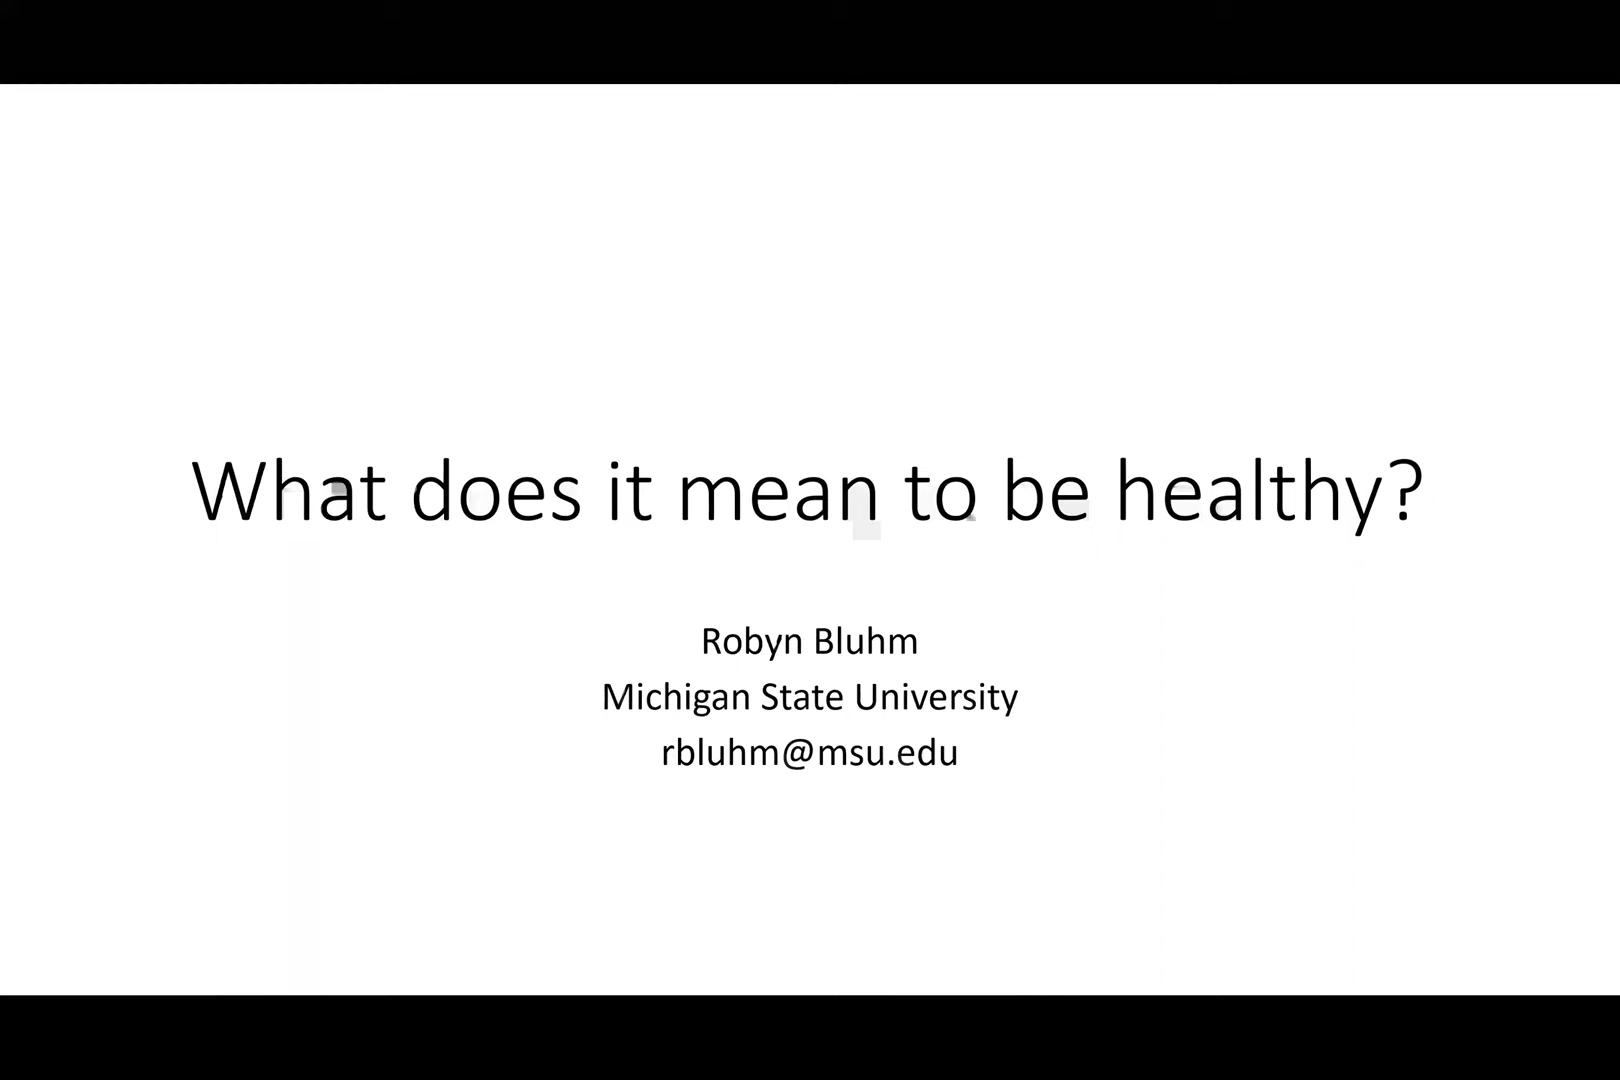 What does it mean to be healthy?
Robyn Bluhm
Michigan State University
rbluhm@msu.edu